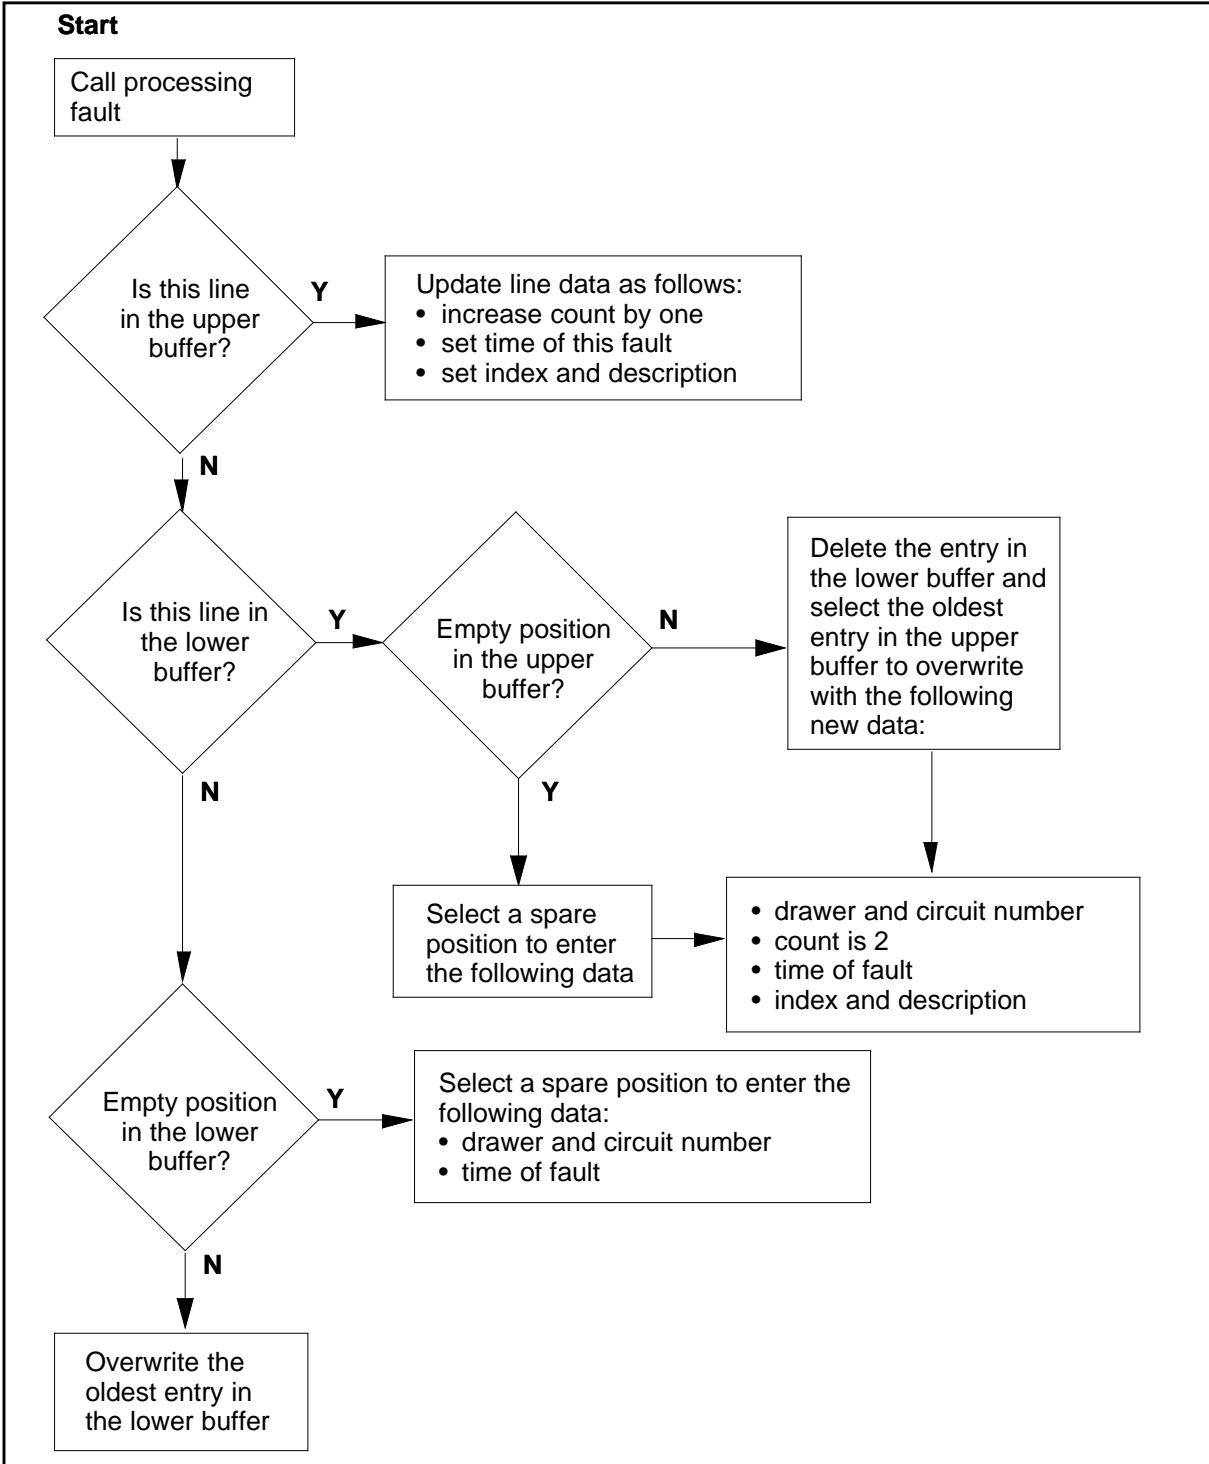 Start
Call processing
fault
Is this line
in the upper
buffer?
Y
Update line data as follows:
• increase count by one
• set time of this fault
• set index and description
N
Is this line in
the lower
buffer?
Y
Empty position
in the upper
buffer?
N
Delete the entry in
the lower buffer and
select the oldest
entry in the upper
buffer to overwrite
with the following
new data:
N
Y
Select a spare
position to enter
the following data
• drawer and circuit number
• count is 2
• time of fault
• index and description
Empty position
in the lower
buffer?
Y
Select a spare position to enter the
following data:
• drawer and circuit number
• time of fault
N
Overwrite the
oldest entry in
the lower buffer